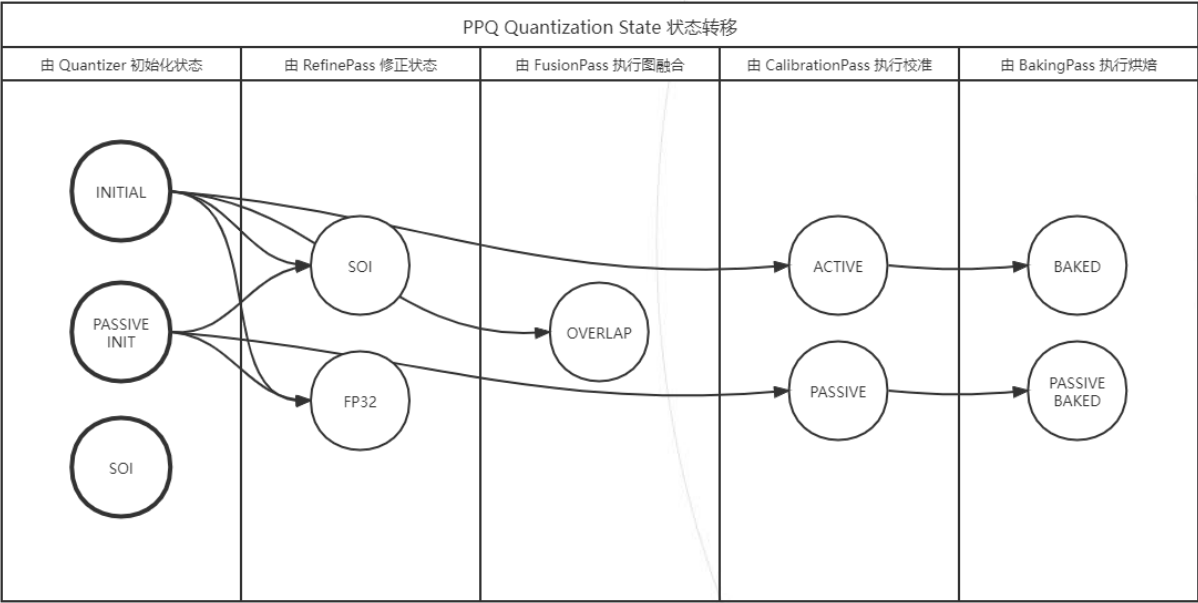 PPQ Quantization State 状态转移
由 Quantizer 初始化状态
由 RefinePass 修正状态
由 FusionPass 执行图融合
由 CalibrationPass 执行校准
由 BakingPass 执行烘焙
INITIAL
PASSIVE
INIT
SOI
SOI
FP32
OVERLAP
ACTIVE
PASSIVE
BAKED
PASSIVE
BAKED